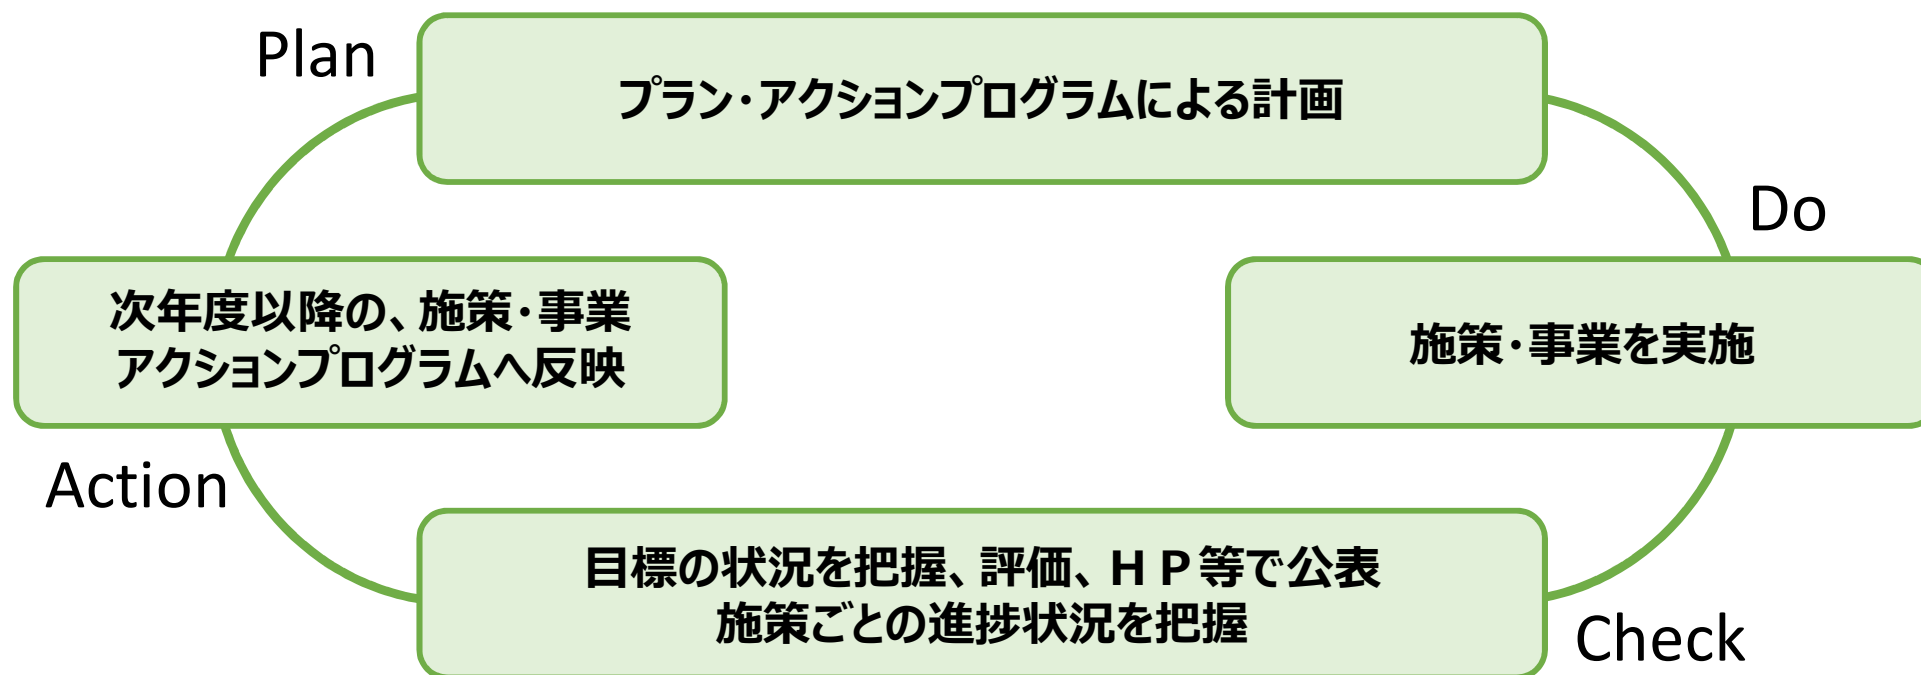 Plan
プラン・アクションプログラムによる計画
Do
施策・事業を実施
次年度以降の、施策・事業
アクションプログラムへ反映
Action
目標の状況を把握、評価、ＨＰ等で公表
施策ごとの進捗状況を把握
Check